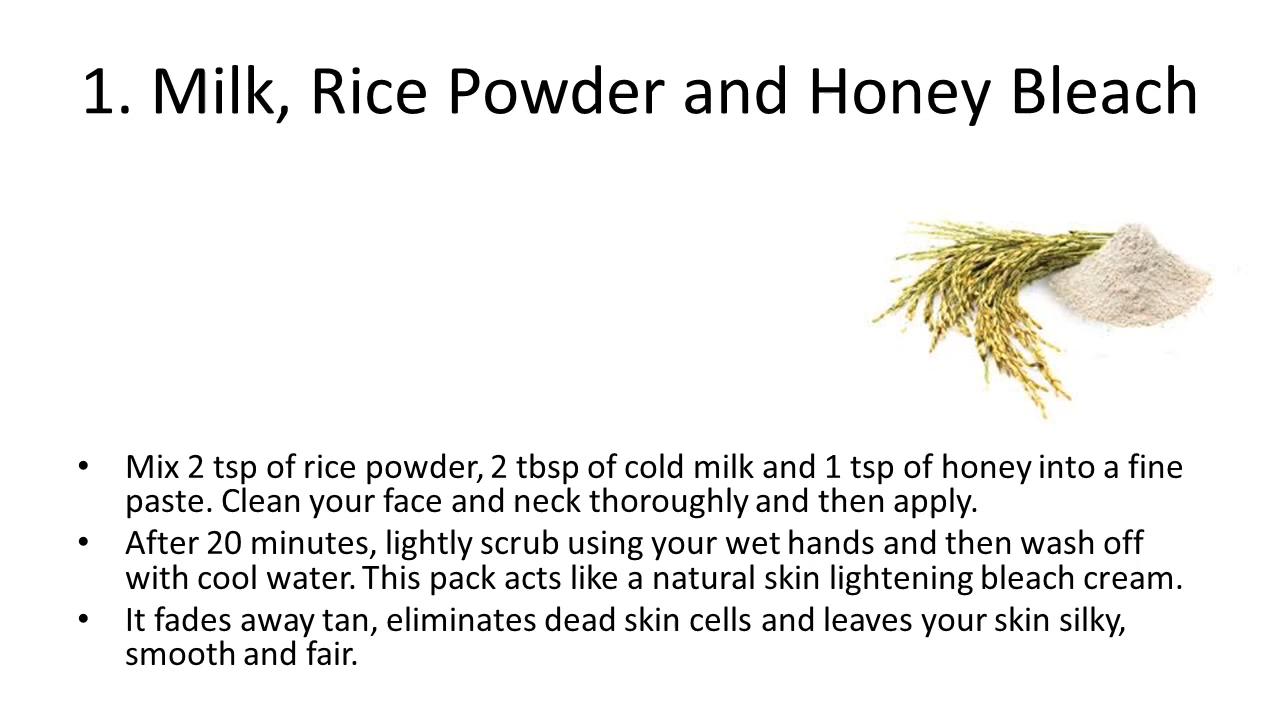 1. Milk, Rice Powder and Honey Bleach
• Mix 2 tsp of rice powder, 2 tbsp of cold milk and 1 tsp of honey into a fine
paste. Clean your face and neck thoroughly and then apply.
• After 20 minutes, lightly scrub using your wet hands and then wash off
with cool water. This pack acts like a natural skin lightening bleach cream.
• It fades away tan, eliminates dead skin cells and leaves your skin silky,
smooth and fair.